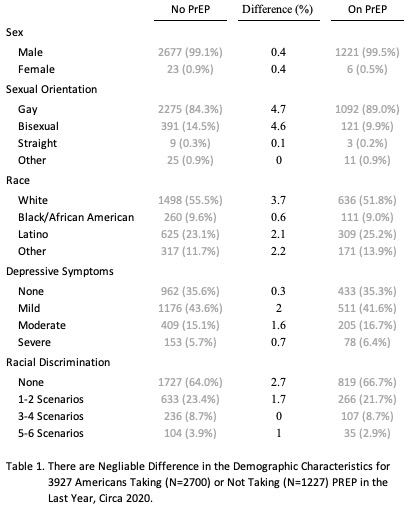 No PrEP Difference (%) On PrEP
Sex
Male 2677 (99.1%) 0.4 1221 (99.5%)
Female 23 (0.9%) 0.4 6 (0.5%)
Sexual Orientation
Gay 2275 (84.3%) 4.7 1092 (89.0%)
Bisexual 391 (14.5%) 4.6 121 (9.9%)
Straight 9 (0.3%) 0.1 3 (0.2%)
Other 25 (0.9%) 0 11 (0.9%)
Race
White 1498 (55.5%) 3.7 636 (51.8%)
Black/African American 260 (9.6%) 0.6 111 (9.0%)
Latino 625 (23.1%) 2.1 309 (25.2%)
Other 317 (11.7%) 2.2 171 (13.9%)
Depressive Symptoms
None 962 (35.6%) 0.3 433 (35.3%)
Mild 1176 (43.6%) 2 511 (41.6%)
Moderate 409 (15.1%) 1.6 205 (16.7%)
Severe 153 (5.7%) 0.7 78 (6.4%)
Racial Discrimination
None 1727 (64.0%) 2.7 819 (66.7%)
1-2 Scenarios 633 (23.4%) 1.7 266 (21.7%)
3-4 Scenarios 236 (8.7%) 0 107 (8.7%)
5-6 Scenarios 104 (3.9%) 1 35 (2.9%)
Table 1. There are Negliable Difference in the Demographic Characteristics for
3927 Americans Taking (N=2700) or Not Taking (N=1227) PREP in the
Last Year, Circa 2020.